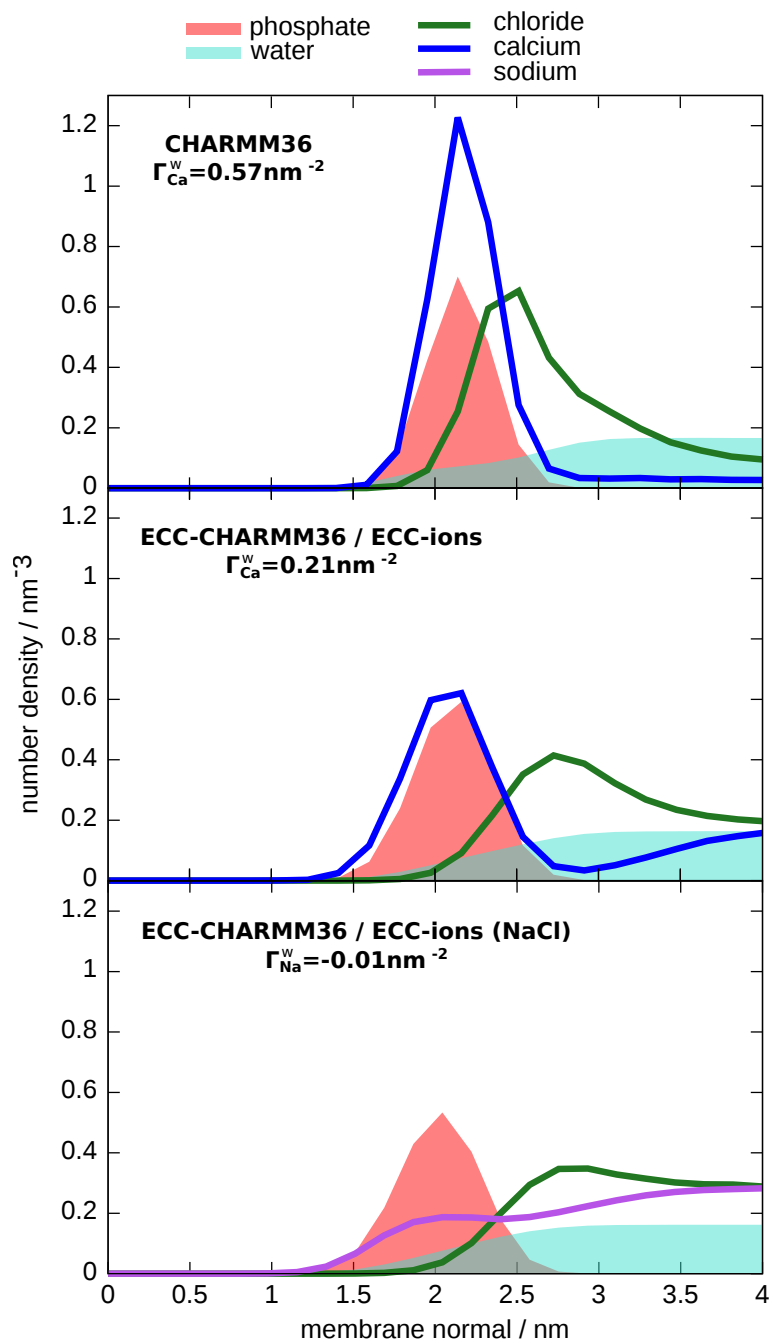 phosphate
water
chloride
calcium
sodium
CHARMM36
Γ^w_Ca=0.57nm^-2
1.2
1
0.8
0.6
0.4
0.2
0
ECC-CHARMM36 / ECC-ions
Γ^w_Ca=0.21nm^-2
1.2
1
0.8
0.6
0.4
0.2
0
ECC-CHARMM36 / ECC-ions (NaCl)
Γ^w_Na=-0.01nm^-2
1.2
1
0.8
0.6
0.4
0.2
0
number density / nm^-3
0 0.5 1 1.5 2 2.5 3 3.5 4
membrane normal / nm